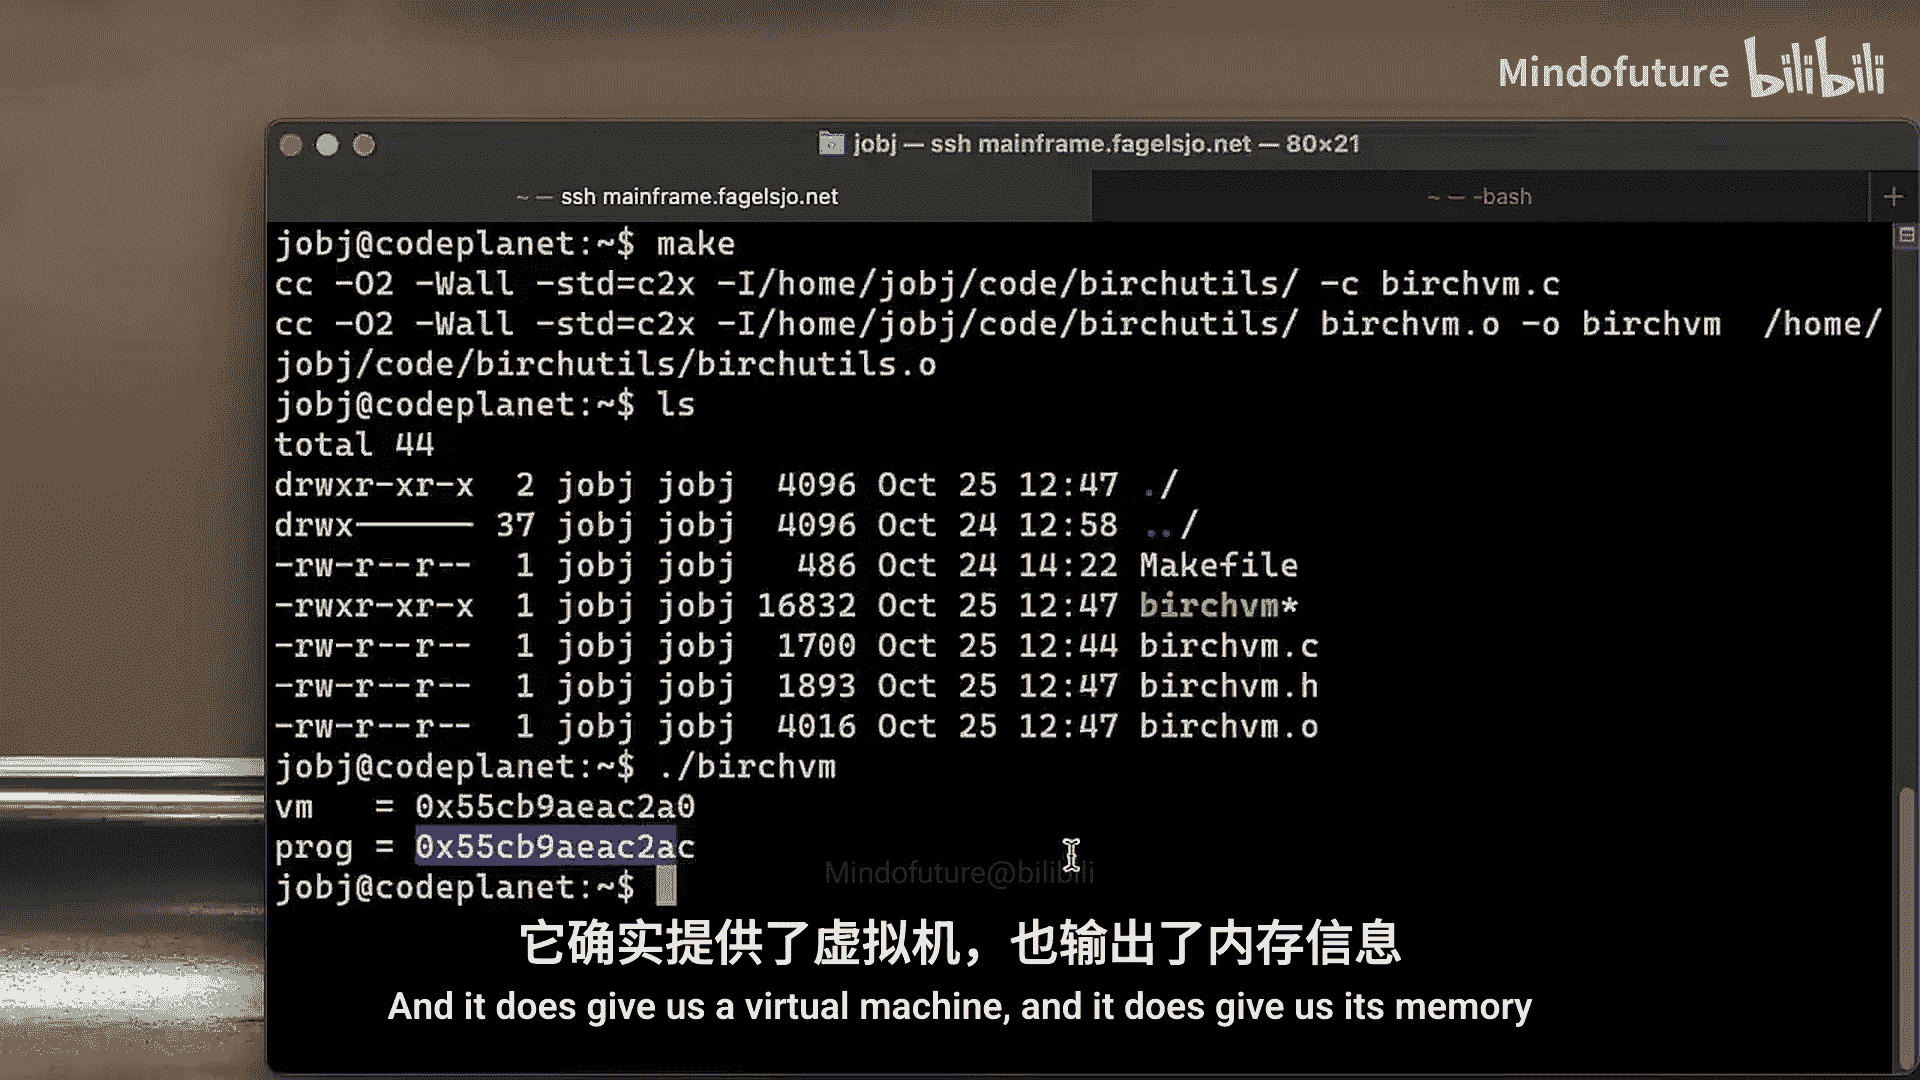 Mindofuture bilibili
jobj — ssh mainframe.fagelsjo.net — 80×21
~ — ssh mainframe.fagelsjo.net
~ — -bash
+
jobj@codeplanet:~$ make
cc -O2 -Wall -std=c2x -I/home/jobj/code/birchutils/ -c birchvm.c
cc -O2 -Wall -std=c2x -I/home/jobj/code/birchutils/ birchvm.o -o birchvm  /home/
jobj/code/birchutils/birchutils.o
jobj@codeplanet:~$ ls
total 44
drwxr-xr-x  2 jobj jobj  4096 Oct 25 12:47 ./
drwx------ 37 jobj jobj  4096 Oct 24 12:58 ../
-rw-r--r--  1 jobj jobj   486 Oct 24 14:22 Makefile
-rwxr-xr-x  1 jobj jobj 16832 Oct 25 12:47 birchvm*
-rw-r--r--  1 jobj jobj  1700 Oct 25 12:44 birchvm.c
-rw-r--r--  1 jobj jobj  1893 Oct 25 12:47 birchvm.h
-rw-r--r--  1 jobj jobj  4016 Oct 25 12:47 birchvm.o
jobj@codeplanet:~$ ./birchvm
vm   = 0x55cb9aeac2a0
prog = 0x55cb9aeac2ac
Mindofuture@bilibili
jobj@codeplanet:~$
它确实提供了虚拟机，也输出了内存信息
And it does give us a virtual machine, and it does give us its memory